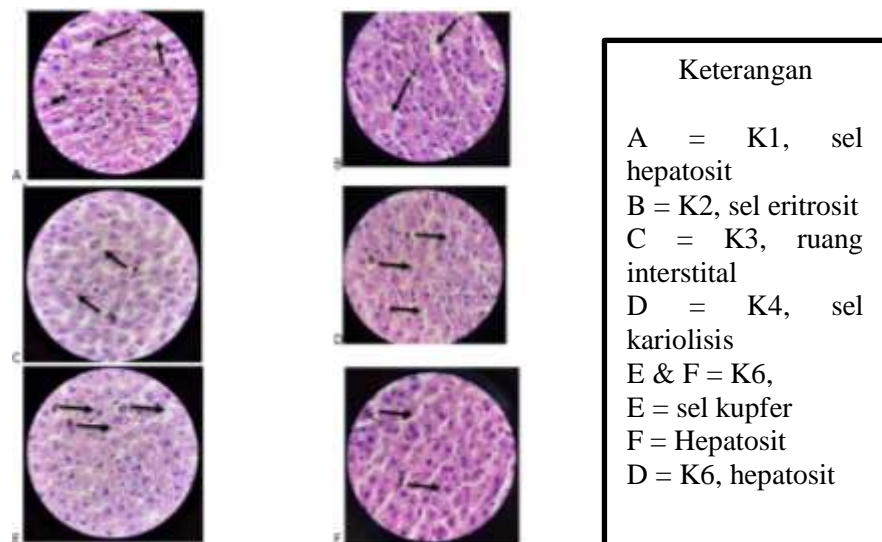 A
B
C
D
E
F
Keterangan
A = K1, sel
hepatosit
B = K2, sel eritrosit
C = K3, ruang
interstital
D = K4, sel
kariolisis
E & F = K6,
E = sel kupfer
F = Hepatosit
D = K6, hepatosit